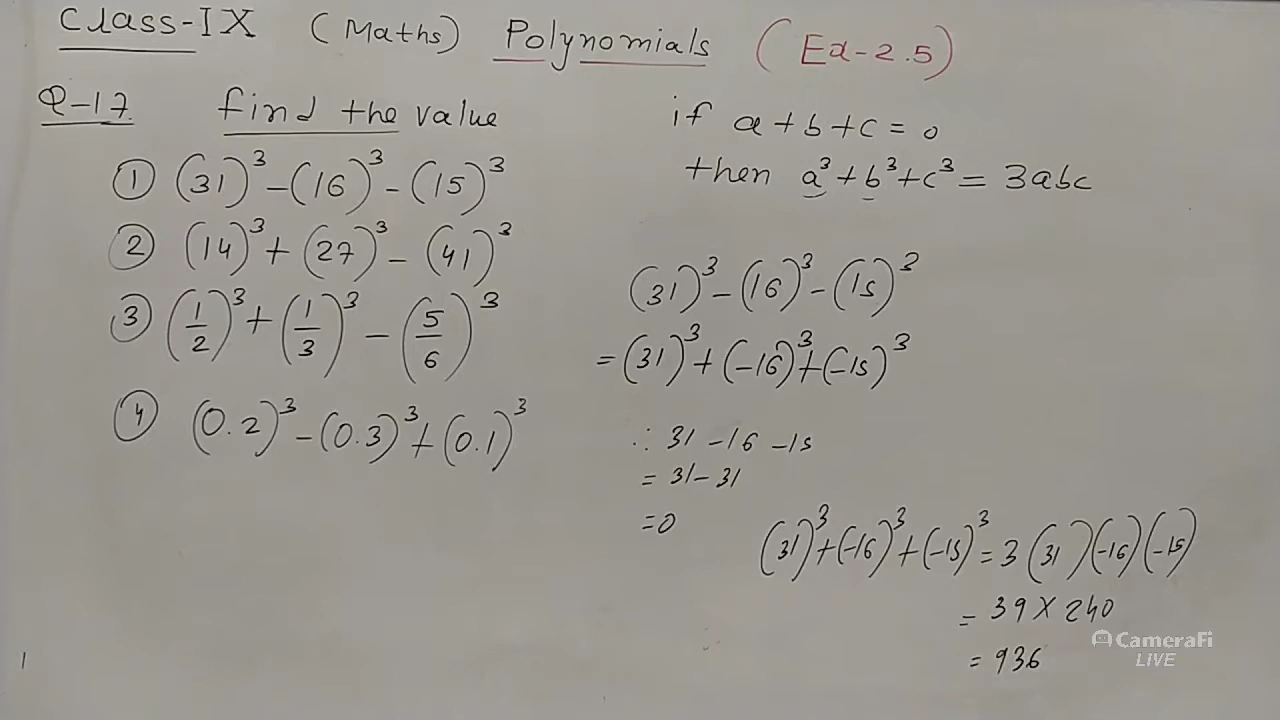 Class-IX (Maths) Polynomials (Ex-2.5)
Q-17. find the value
① (31)³-(16)³-(15)³
② (14)³+(27)³-(41)³
③ (1/2)³+(1/3)³-(5/6)³
④ (0.2)³-(0.3)³+(0.1)³
if a+b+c=0
then a³+b³+c³=3abc
(31)³-(16)³-(15)³
=(31)³+(-16)³+(-15)³
∴ 31-16-15
= 31-31
=0
(31)³+(-16)³+(-15)³=3(31)(-16)(-15)
= 39X240
= 936
1
CameraFi
LIVE